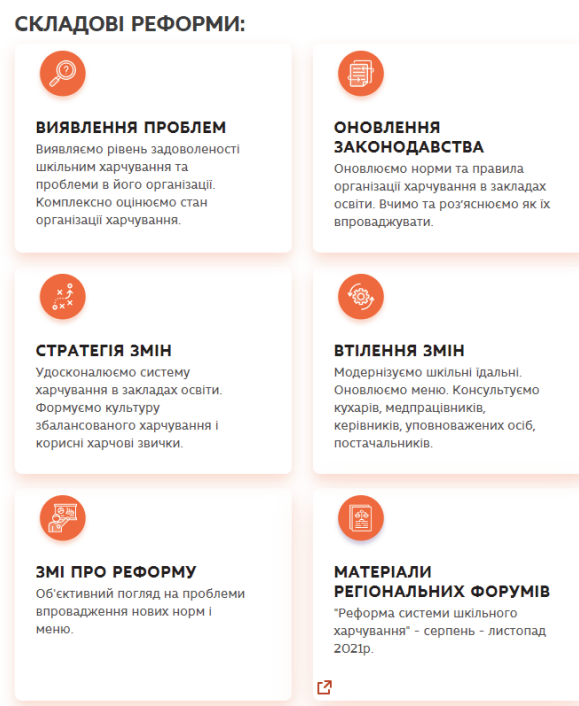 СКЛАДОВІ РЕФОРМИ:
ВИЯВЛЕННЯ ПРОБЛЕМ
Виявляємо рівень задоволеності
шкільним харчування та
проблеми в його організації.
Комплексно оцінюємо стан
організації харчування.
ОНОВЛЕННЯ
ЗАКОНОДАВСТВА
Оновлюємо норми та правила
організації харчування в закладах
освіти. Вчимо та роз'яснюємо як їх
впроваджувати.
СТРАТЕГІЯ ЗМІН
Удосконалюємо систему
харчування в закладах освіти.
Формуємо культуру
збалансованого харчування і
корисні харчові звички.
ВТІЛЕННЯ ЗМІН
Модернізуємо шкільні їдальні.
Оновлюємо меню. Консультуємо
кухарів, медпрацівників,
керівників, уповноважених осіб,
постачальників.
ЗМІ ПРО РЕФОРМУ
Об'єктивний погляд на проблеми
впровадження нових норм і
меню.
МАТЕРІАЛИ
РЕГІОНАЛЬНИХ ФОРУМІВ
"Реформа системи шкільного
харчування" - серпень - листопад
2021р.